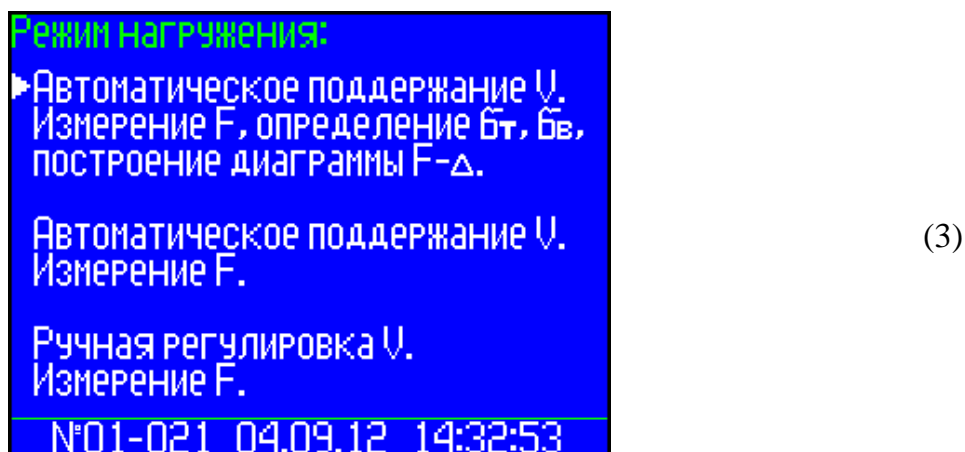 Режим нагружения:
►Автоматическое поддержание V.
Измерение F, определение бт, бв,
построение диаграммы F-Δ.
Автоматическое поддержание V.
Измерение F.
(3)
Ручная регулировка V.
Измерение F.
№01-021 04.09.12 14:32:53